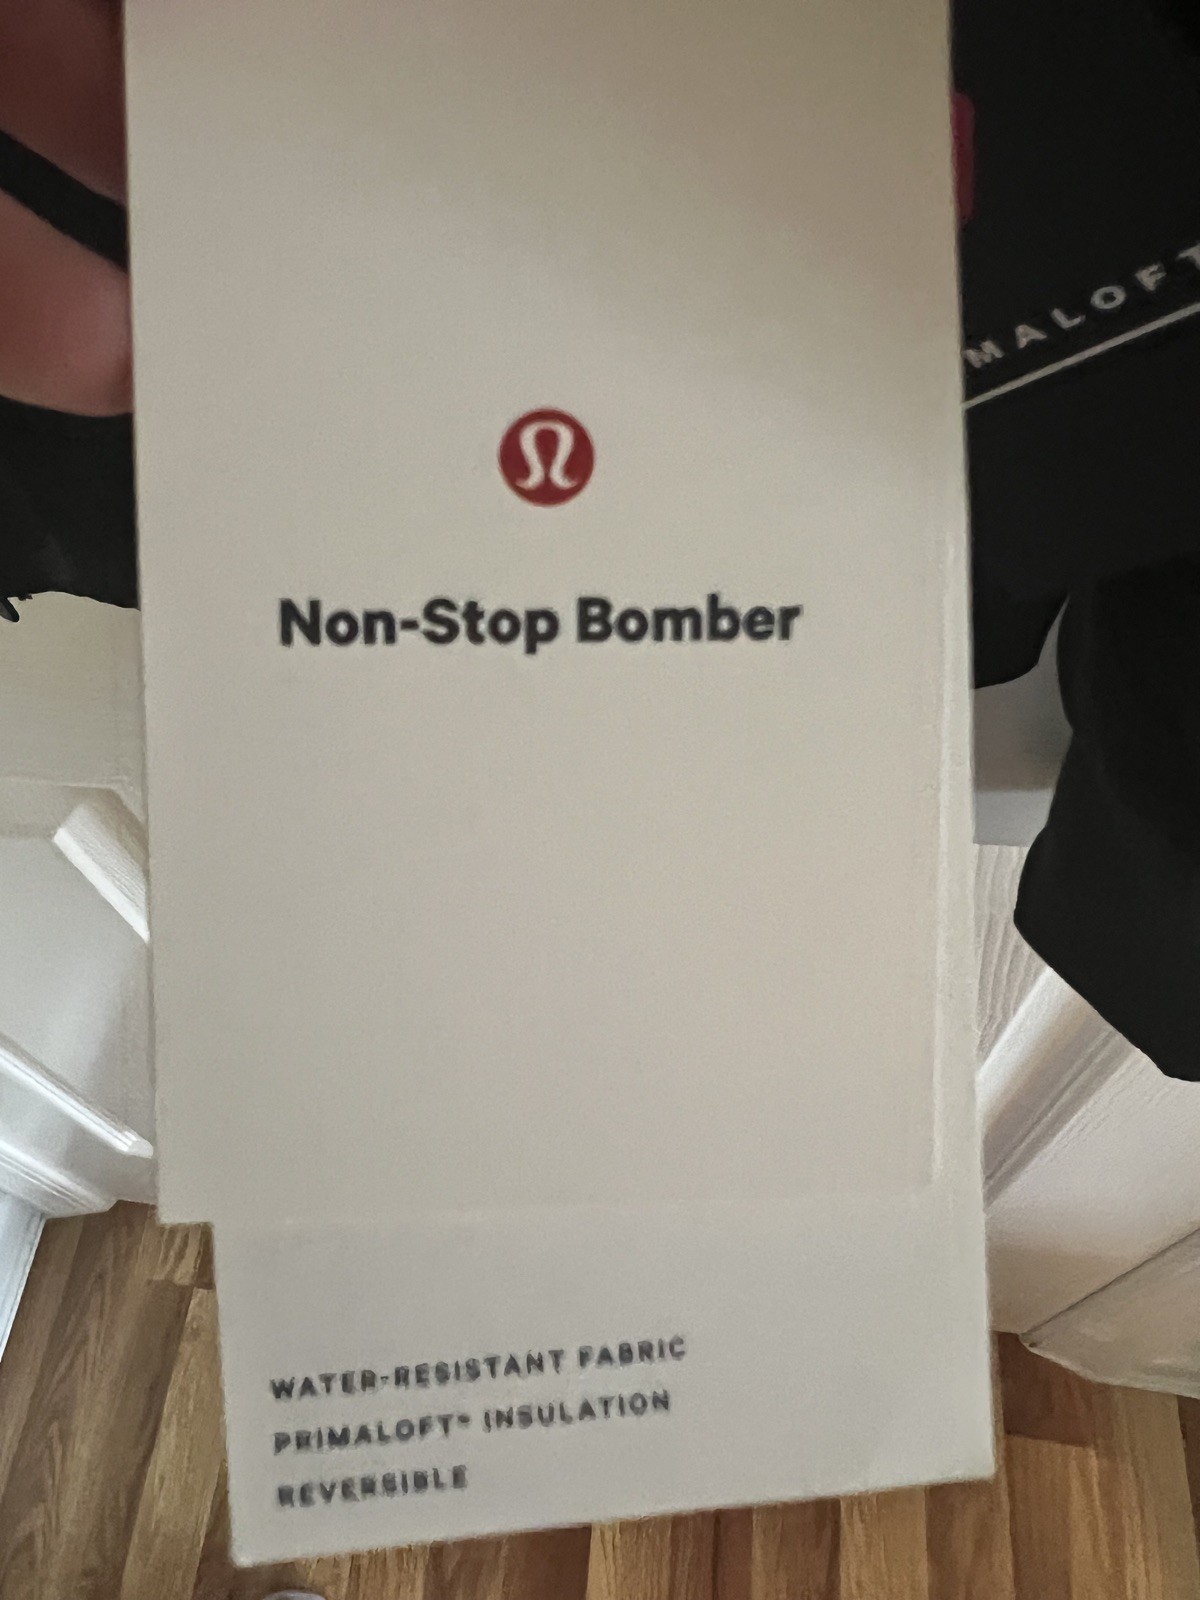 MALOFT
Non-Stop Bomber
WATER-RESISTANT FABRIC
PRIMALOFT® INSULATION
REVERSIBLE